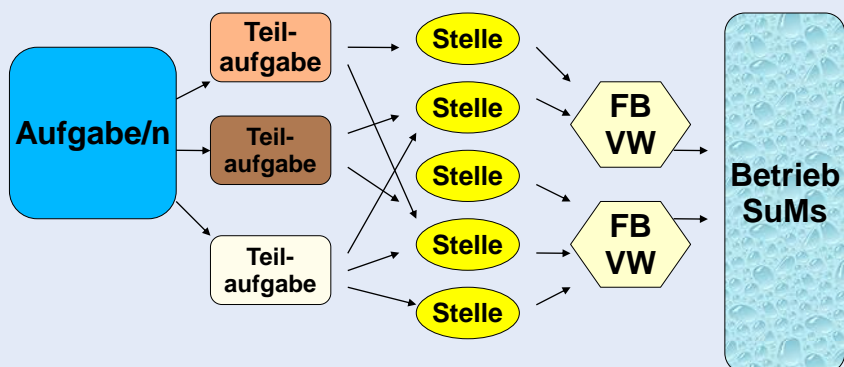 Aufgabe/n
Teil-
aufgabe
Teil-
aufgabe
Teil-
aufgabe
Stelle
Stelle
Stelle
Stelle
Stelle
FB
VW
FB
VW
Betrieb
SuMs